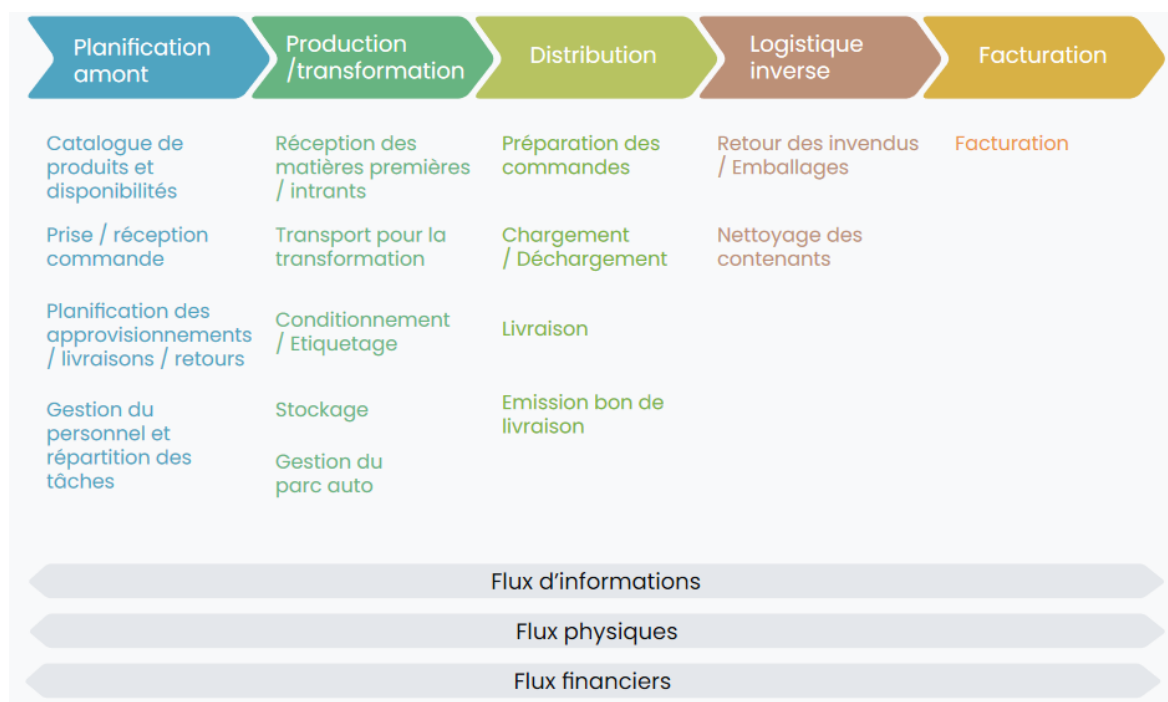 Planification
amont
Production
/transformation
Distribution
Logistique
inverse
Facturation
Catalogue de
produits et
disponibilités
Prise / réception
commande
Planification des
approvisionnements
/ livraisons / retours
Gestion du
personnel et
répartition des
tâches
Réception des
matières premières
/ intrants
Transport pour la
transformation
Conditionnement
/ Etiquetage
Stockage
Gestion du
parc auto
Préparation des
commandes
Chargement
/ Déchargement
Livraison
Emission bon de
livraison
Retour des invendus
/ Emballages
Nettoyage des
contenants
Facturation
Flux d'informations
Flux physiques
Flux financiers